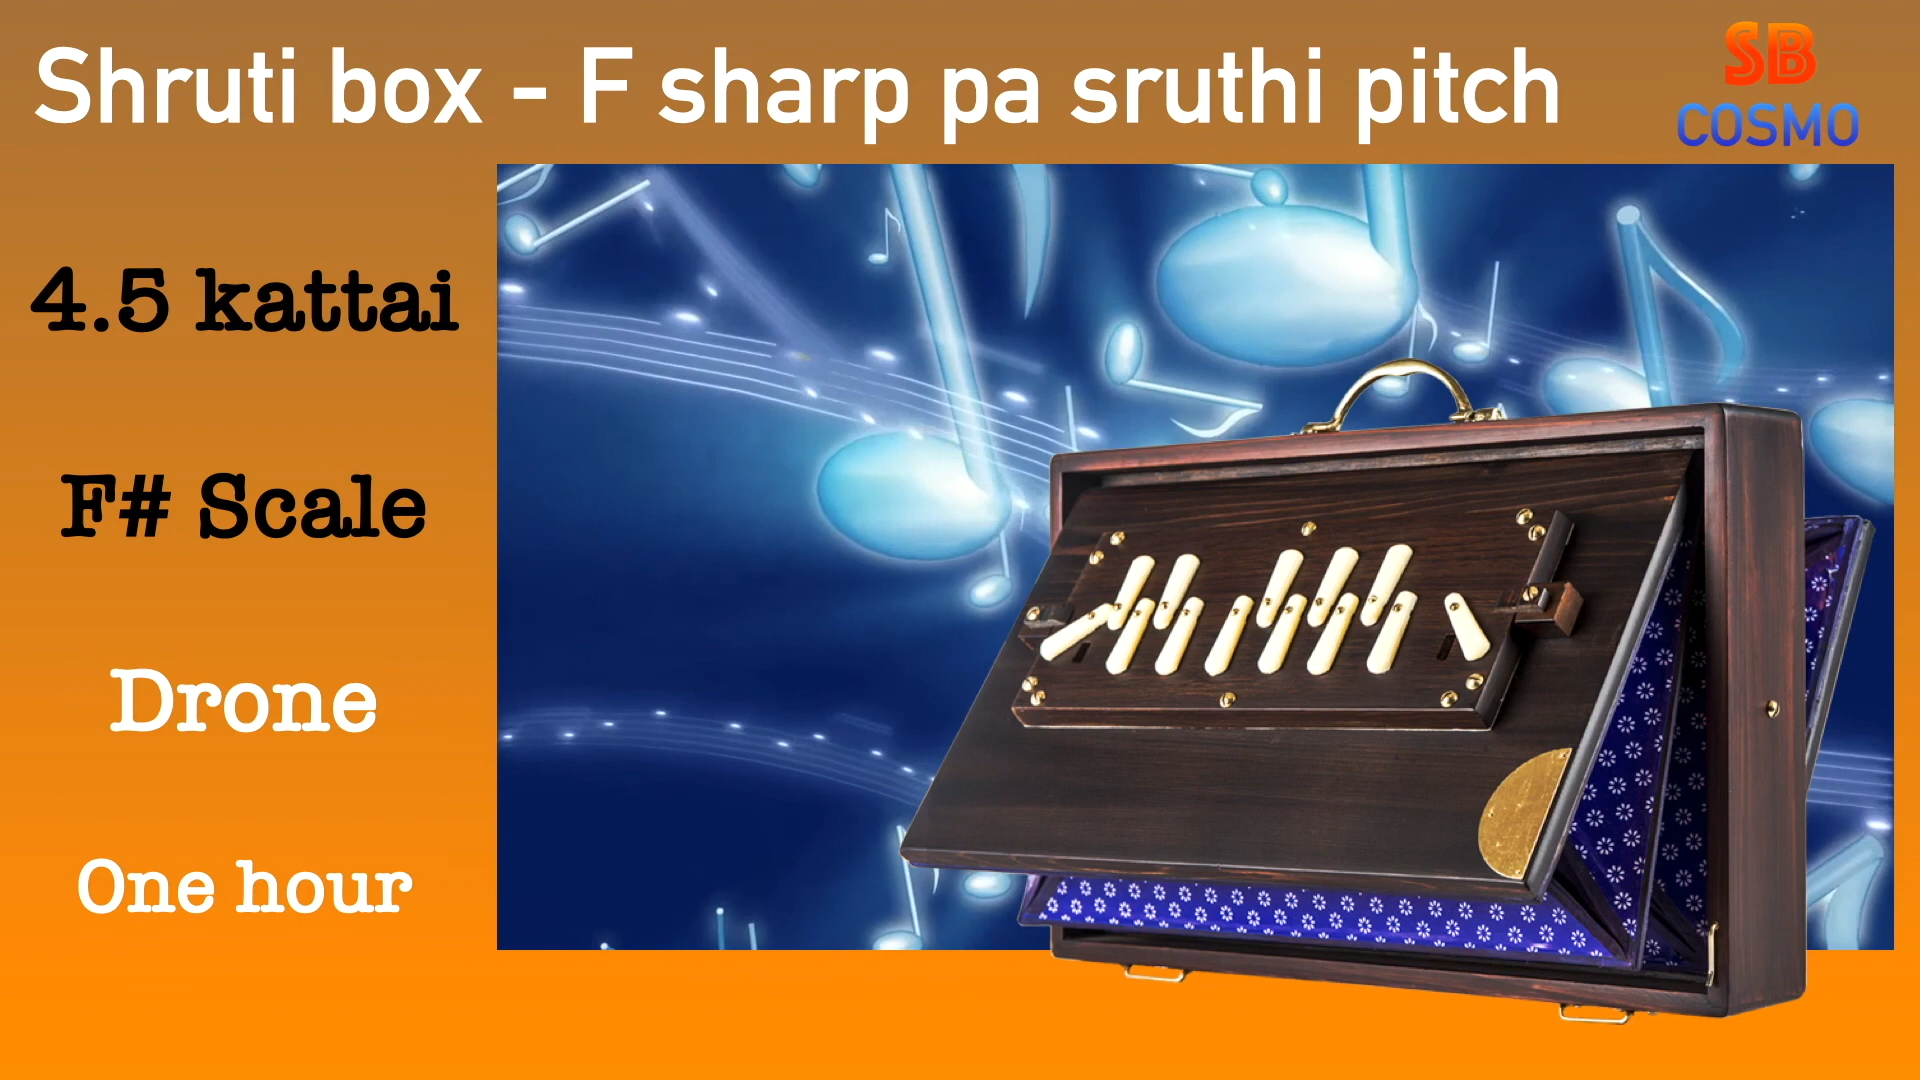 Shruti box - F sharp pa sruthi pitch
SB
COSMO
4.5 kattai
F# Scale
Drone
One hour